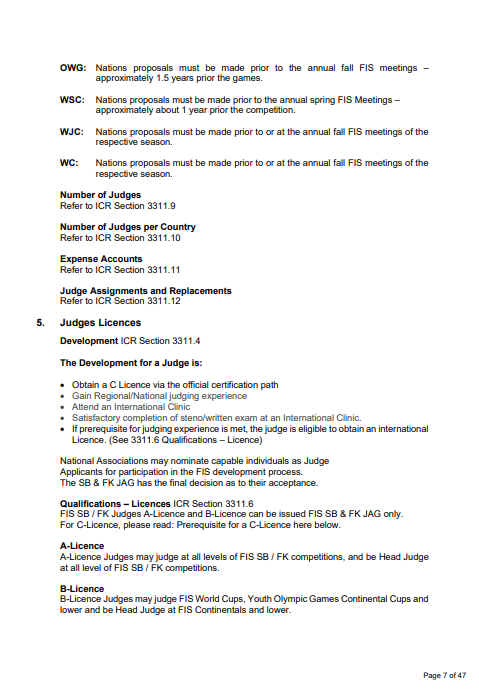 OWG: Nations proposals must be made prior to the annual fall FIS meetings –
approximately 1.5 years prior the games.
WSC: Nations proposals must be made prior to the annual spring FIS Meetings –
approximately about 1 year prior the competition.
WJC: Nations proposals must be made prior to or at the annual fall FIS meetings of the
respective season.
WC: Nations proposals must be made prior to or at the annual fall FIS meetings of the
respective season.
Number of Judges
Refer to ICR Section 3311.9
Number of Judges per Country
Refer to ICR Section 3311.10
Expense Accounts
Refer to ICR Section 3311.11
Judge Assignments and Replacements
Refer to ICR Section 3311.12
5. Judges Licences
Development ICR Section 3311.4
The Development for a Judge is:
• Obtain a C Licence via the official certification path
• Gain Regional/National judging experience
• Attend an International Clinic
• Satisfactory completion of steno/written exam at an International Clinic.
• If prerequisite for judging experience is met, the judge is eligible to obtain an international
Licence. (See 3311.6 Qualifications – Licence)
National Associations may nominate capable individuals as Judge
Applicants for participation in the FIS development process.
The SB & FK JAG has the final decision as to their acceptance.
Qualifications – Licences ICR Section 3311.6
FIS SB / FK Judges A-Licence and B-Licence can be issued FIS SB & FK JAG only.
For C-Licence, please read: Prerequisite for a C-Licence here below.
A-Licence
A-Licence Judges may judge at all levels of FIS SB / FK competitions, and be Head Judge
at all level of FIS SB / FK competitions.
B-Licence
B-Licence Judges may judge FIS World Cups, Youth Olympic Games Continental Cups and
lower and be Head Judge at FIS Continentals and lower.
Page 7 of 47